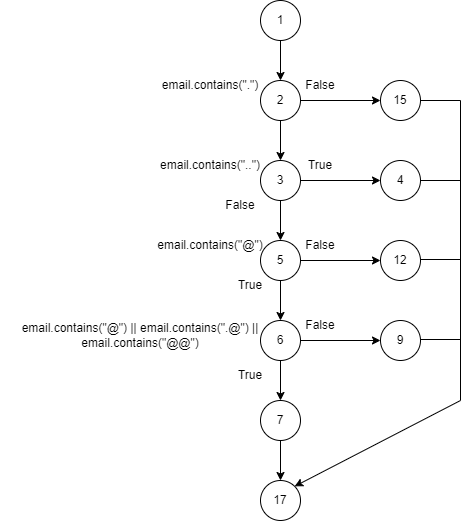 1
email.contains(".")
False
2
15
email.contains("..")
True
3
4
False
email.contains("@")
False
5
12
True
email.contains("@") || email.contains(".@") ||
email.contains("@@")
False
6
9
True
7
17